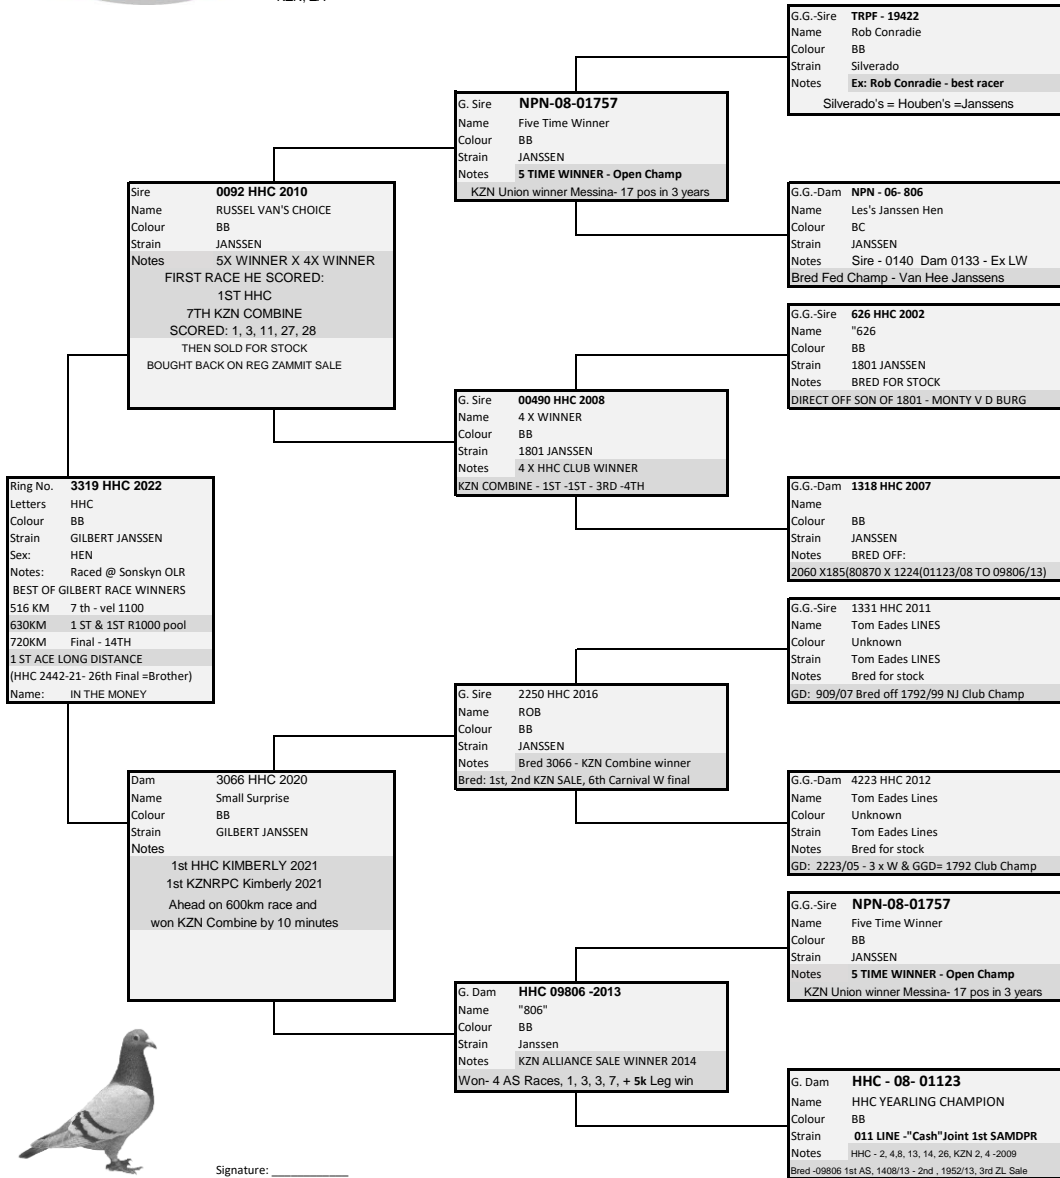 G.G.-Sire TRPF - 19422
Name Rob Conradie
Colour BB
Strain Silverado
Notes Ex: Rob Conradie - best racer
Silverado's = Houben's =Janssens
G. Sire NPN-08-01757
Name Five Time Winner
Colour BB
Strain JANSSEN
Notes 5 TIME WINNER - Open Champ
KZN Union winner Messina- 17 pos in 3 years
Sire 0092 HHC 2010
Name RUSSEL VAN'S CHOICE
Colour BB
Strain JANSSEN
Notes 5X WINNER X 4X WINNER
FIRST RACE HE SCORED:
1ST HHC
7TH KZN COMBINE
SCORED: 1, 3, 11, 27, 28
THEN SOLD FOR STOCK
BOUGHT BACK ON REG ZAMMIT SALE
G.G.-Dam NPN - 06- 806
Name Les's Janssen Hen
Colour BC
Strain JANSSEN
Notes Sire - 0140 Dam 0133 - Ex LW
Bred Fed Champ - Van Hee Janssens
G.G.-Sire 626 HHC 2002
Name "626
Colour BB
Strain 1801 JANSSEN
Notes BRED FOR STOCK
DIRECT OFF SON OF 1801 - MONTY V D BURG
G. Sire 00490 HHC 2008
Name 4 X WINNER
Colour BB
Strain 1801 JANSSEN
Notes 4 X HHC CLUB WINNER
KZN COMBINE - 1ST -1ST - 3RD -4TH
G.G.-Dam 1318 HHC 2007
Name
Colour BB
Strain JANSSEN
Notes BRED OFF:
2060 X185(80870 X 1224(01123/08 TO 09806/13)
Ring No. 3319 HHC 2022
Letters HHC
Colour BB
Strain GILBERT JANSSEN
Sex: HEN
Notes: Raced @ Sonskyn OLR
BEST OF GILBERT RACE WINNERS
516 KM 7 th - vel 1100
630KM 1 ST & 1ST R1000 pool
720KM Final - 14TH
1 ST ACE LONG DISTANCE
(HHC 2442-21- 26th Final =Brother)
Name: IN THE MONEY
G.G.-Sire 1331 HHC 2011
Name Tom Eades LINES
Colour Unknown
Strain Tom Eades LINES
Notes Bred for stock
GD: 909/07 Bred off 1792/99 NJ Club Champ
G. Sire 2250 HHC 2016
Name ROB
Colour BB
Strain JANSSEN
Notes Bred 3066 - KZN Combine winner
Bred: 1st, 2nd KZN SALE, 6th Carnival W final
Dam 3066 HHC 2020
Name Small Surprise
Colour BB
Strain GILBERT JANSSEN
Notes
1st HHC KIMBERLY 2021
1st KZNRPC Kimberly 2021
Ahead on 600km race and
won KZN Combine by 10 minutes
G.G.-Dam 4223 HHC 2012
Name Tom Eades Lines
Colour Unknown
Strain Tom Eades Lines
Notes Bred for stock
GD: 2223/05 - 3 x W & GGD= 1792 Club Champ
G.G.-Sire NPN-08-01757
Name Five Time Winner
Colour BB
Strain JANSSEN
Notes 5 TIME WINNER - Open Champ
KZN Union winner Messina- 17 pos in 3 years
G. Dam HHC 09806 -2013
Name "806"
Colour BB
Strain Janssen
Notes KZN ALLIANCE SALE WINNER 2014
Won- 4 AS Races, 1, 3, 3, 7, + 5k Leg win
G. Dam HHC - 08- 01123
Name HHC YEARLING CHAMPION
Colour BB
Strain 011 LINE -"Cash"Joint 1st SAMDPR
Notes HHC - 2, 4,8, 13, 14, 26, KZN 2, 4 -2009
Bred -09806 1st AS, 1408/13 - 2nd , 1952/13, 3rd ZL Sale
Signature: ___________